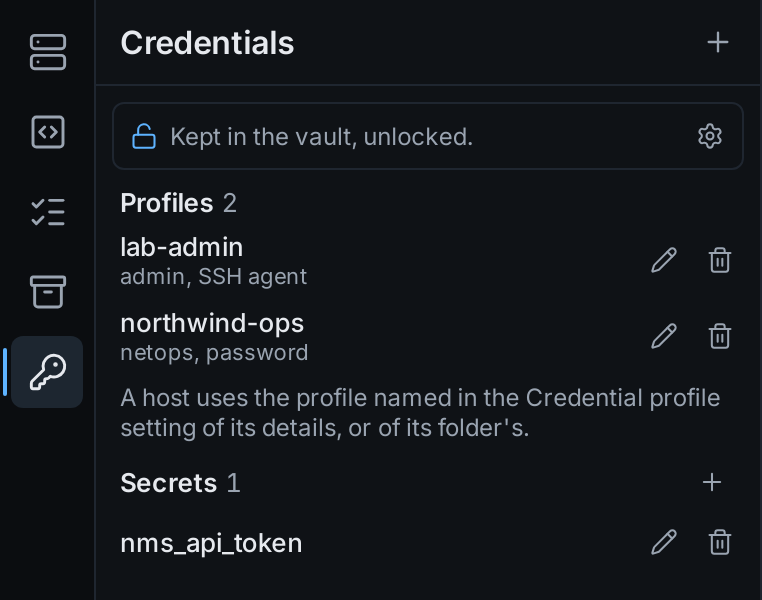 Credentials
Kept in the vault, unlocked.
Profiles 2
lab-admin
admin, SSH agent
northwind-ops
netops, password
A host uses the profile named in the Credential profile
setting of its details, or of its folder's.
Secrets 1
nms_api_token